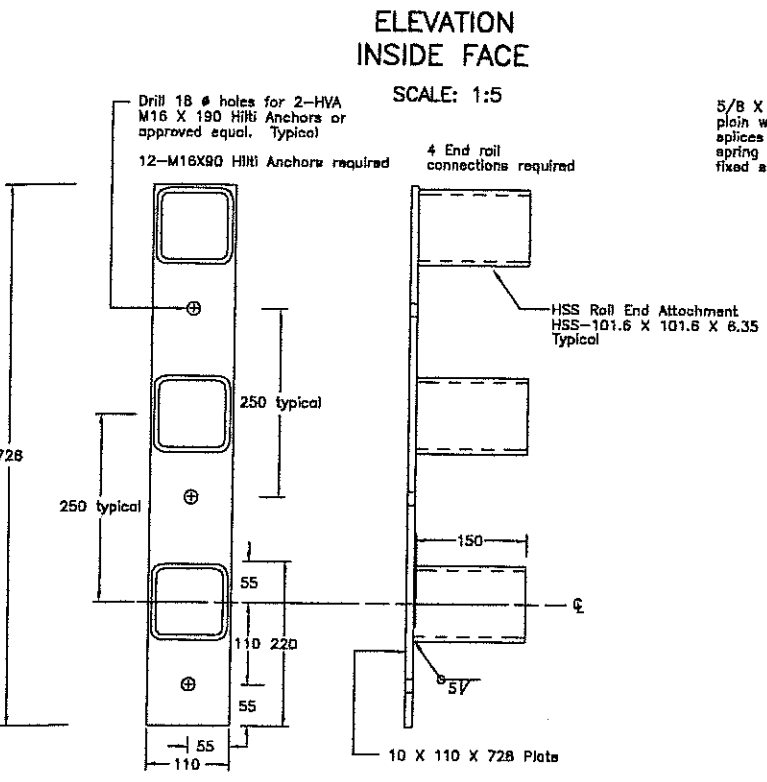 ELEVATION
INSIDE FACE
SCALE: 1:5
Drill 18 ø holes for 2-HVA
M16 X 190 Hilti Anchors or
approved equal. Typical
12-M16X90 Hilti Anchors required
4 End rail
connections required
5/8 X
plain w
splices
spring
fixed a
HSS Rail End Attachment
HSS-101.6 X 101.6 X 6.35
Typical
250 typical
728
250 typical
150
55
℄
110 220
5V
55
55
10 X 110 X 728 Plate
110